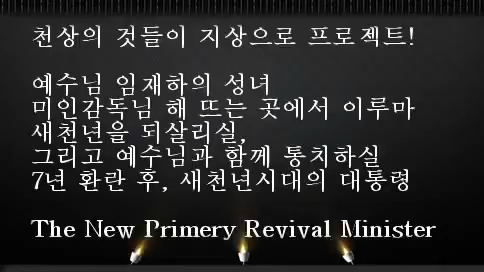 천상의 것들이 지상으로 프로젝트!
예수님 임재하의 성녀
미인감독님 해 뜨는 곳에서 이루마
새천년을 되살리실,
그리고 예수님과 함께 통치하실
7년 환란 후, 새천년시대의 대통령
The New Primery Revival Minister